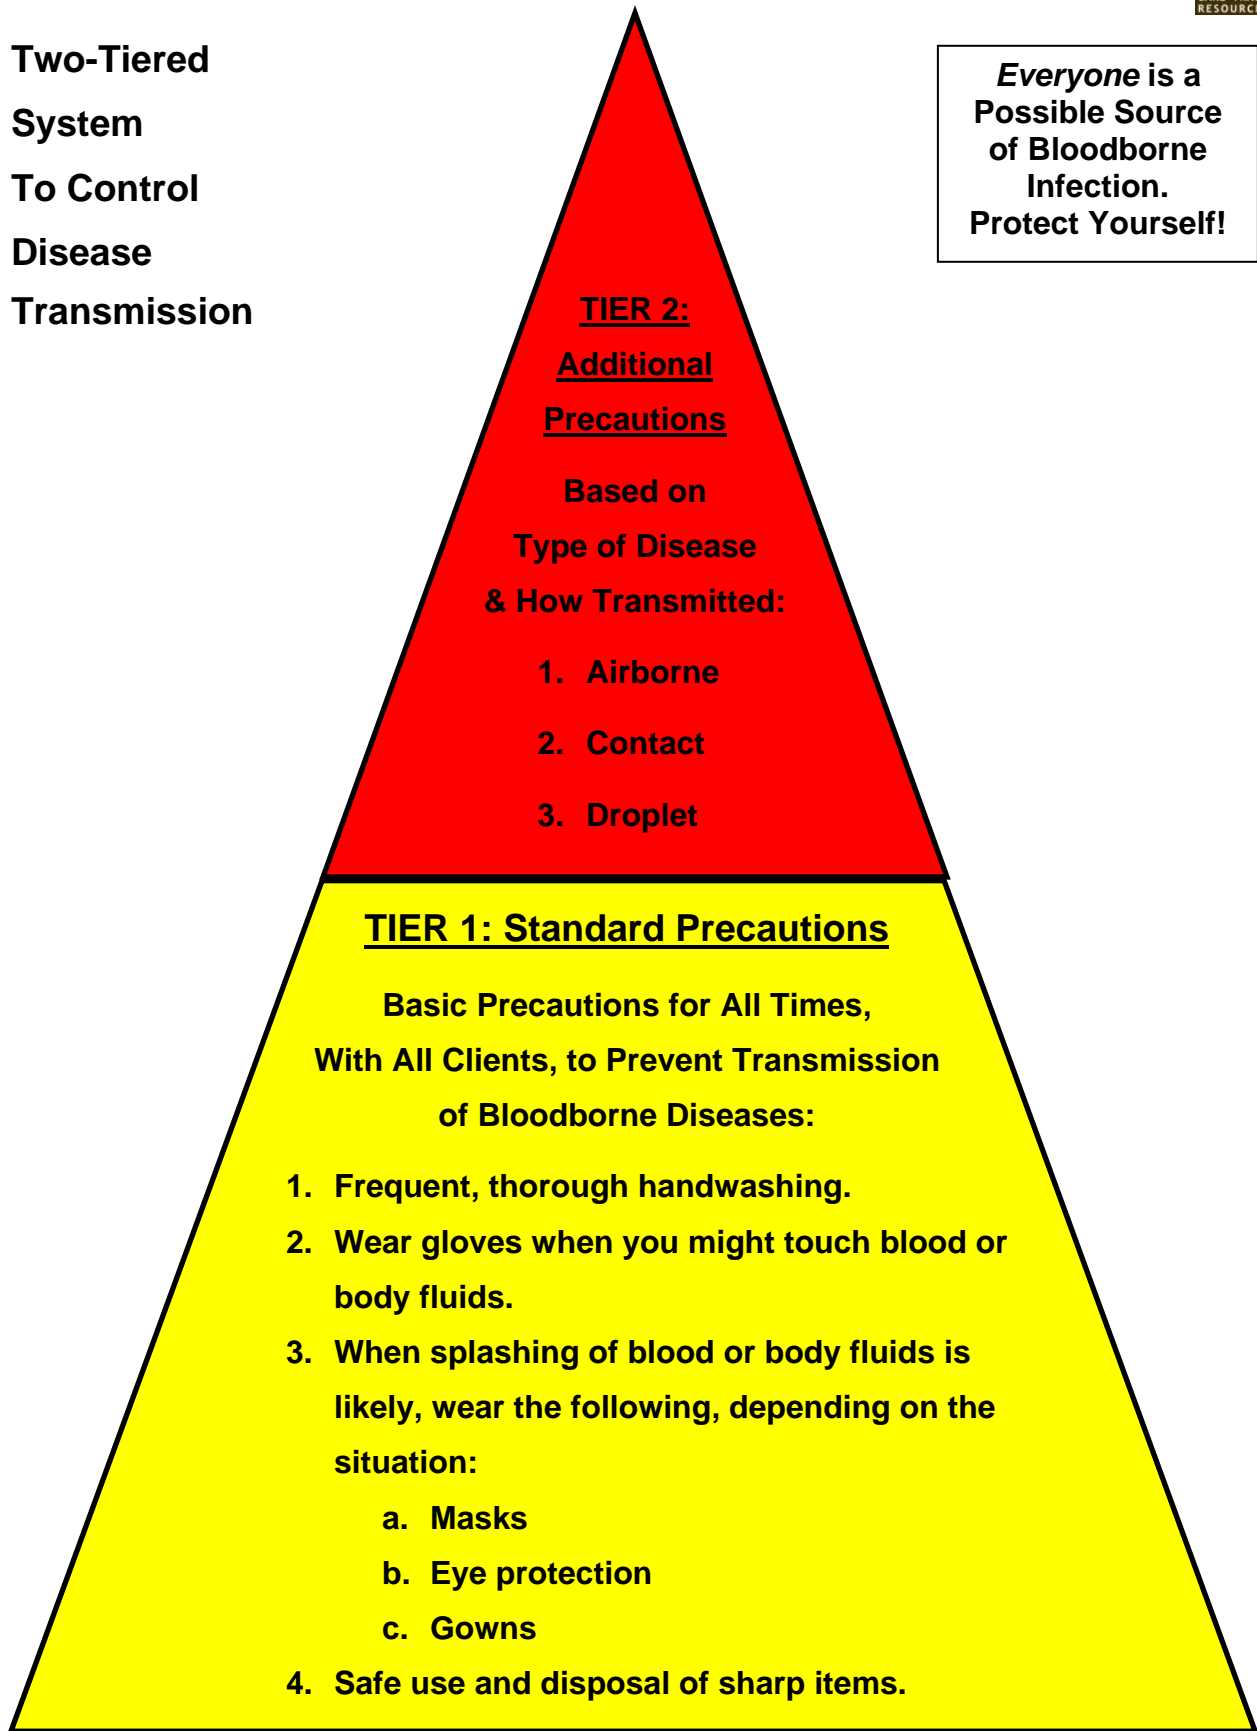 RESOURC
Two-Tiered
System
To Control
Disease
Transmission
Everyone is a
Possible Source
of Bloodborne
Infection.
Protect Yourself!
TIER 2:
Additional
Precautions
Based on
Type of Disease
& How Transmitted:
1. Airborne
2. Contact
3. Droplet
TIER 1: Standard Precautions
Basic Precautions for All Times,
With All Clients, to Prevent Transmission
of Bloodborne Diseases:
1. Frequent, thorough handwashing.
2. Wear gloves when you might touch blood or
body fluids.
3. When splashing of blood or body fluids is
likely, wear the following, depending on the
situation:
a. Masks
b. Eye protection
c. Gowns
4. Safe use and disposal of sharp items.